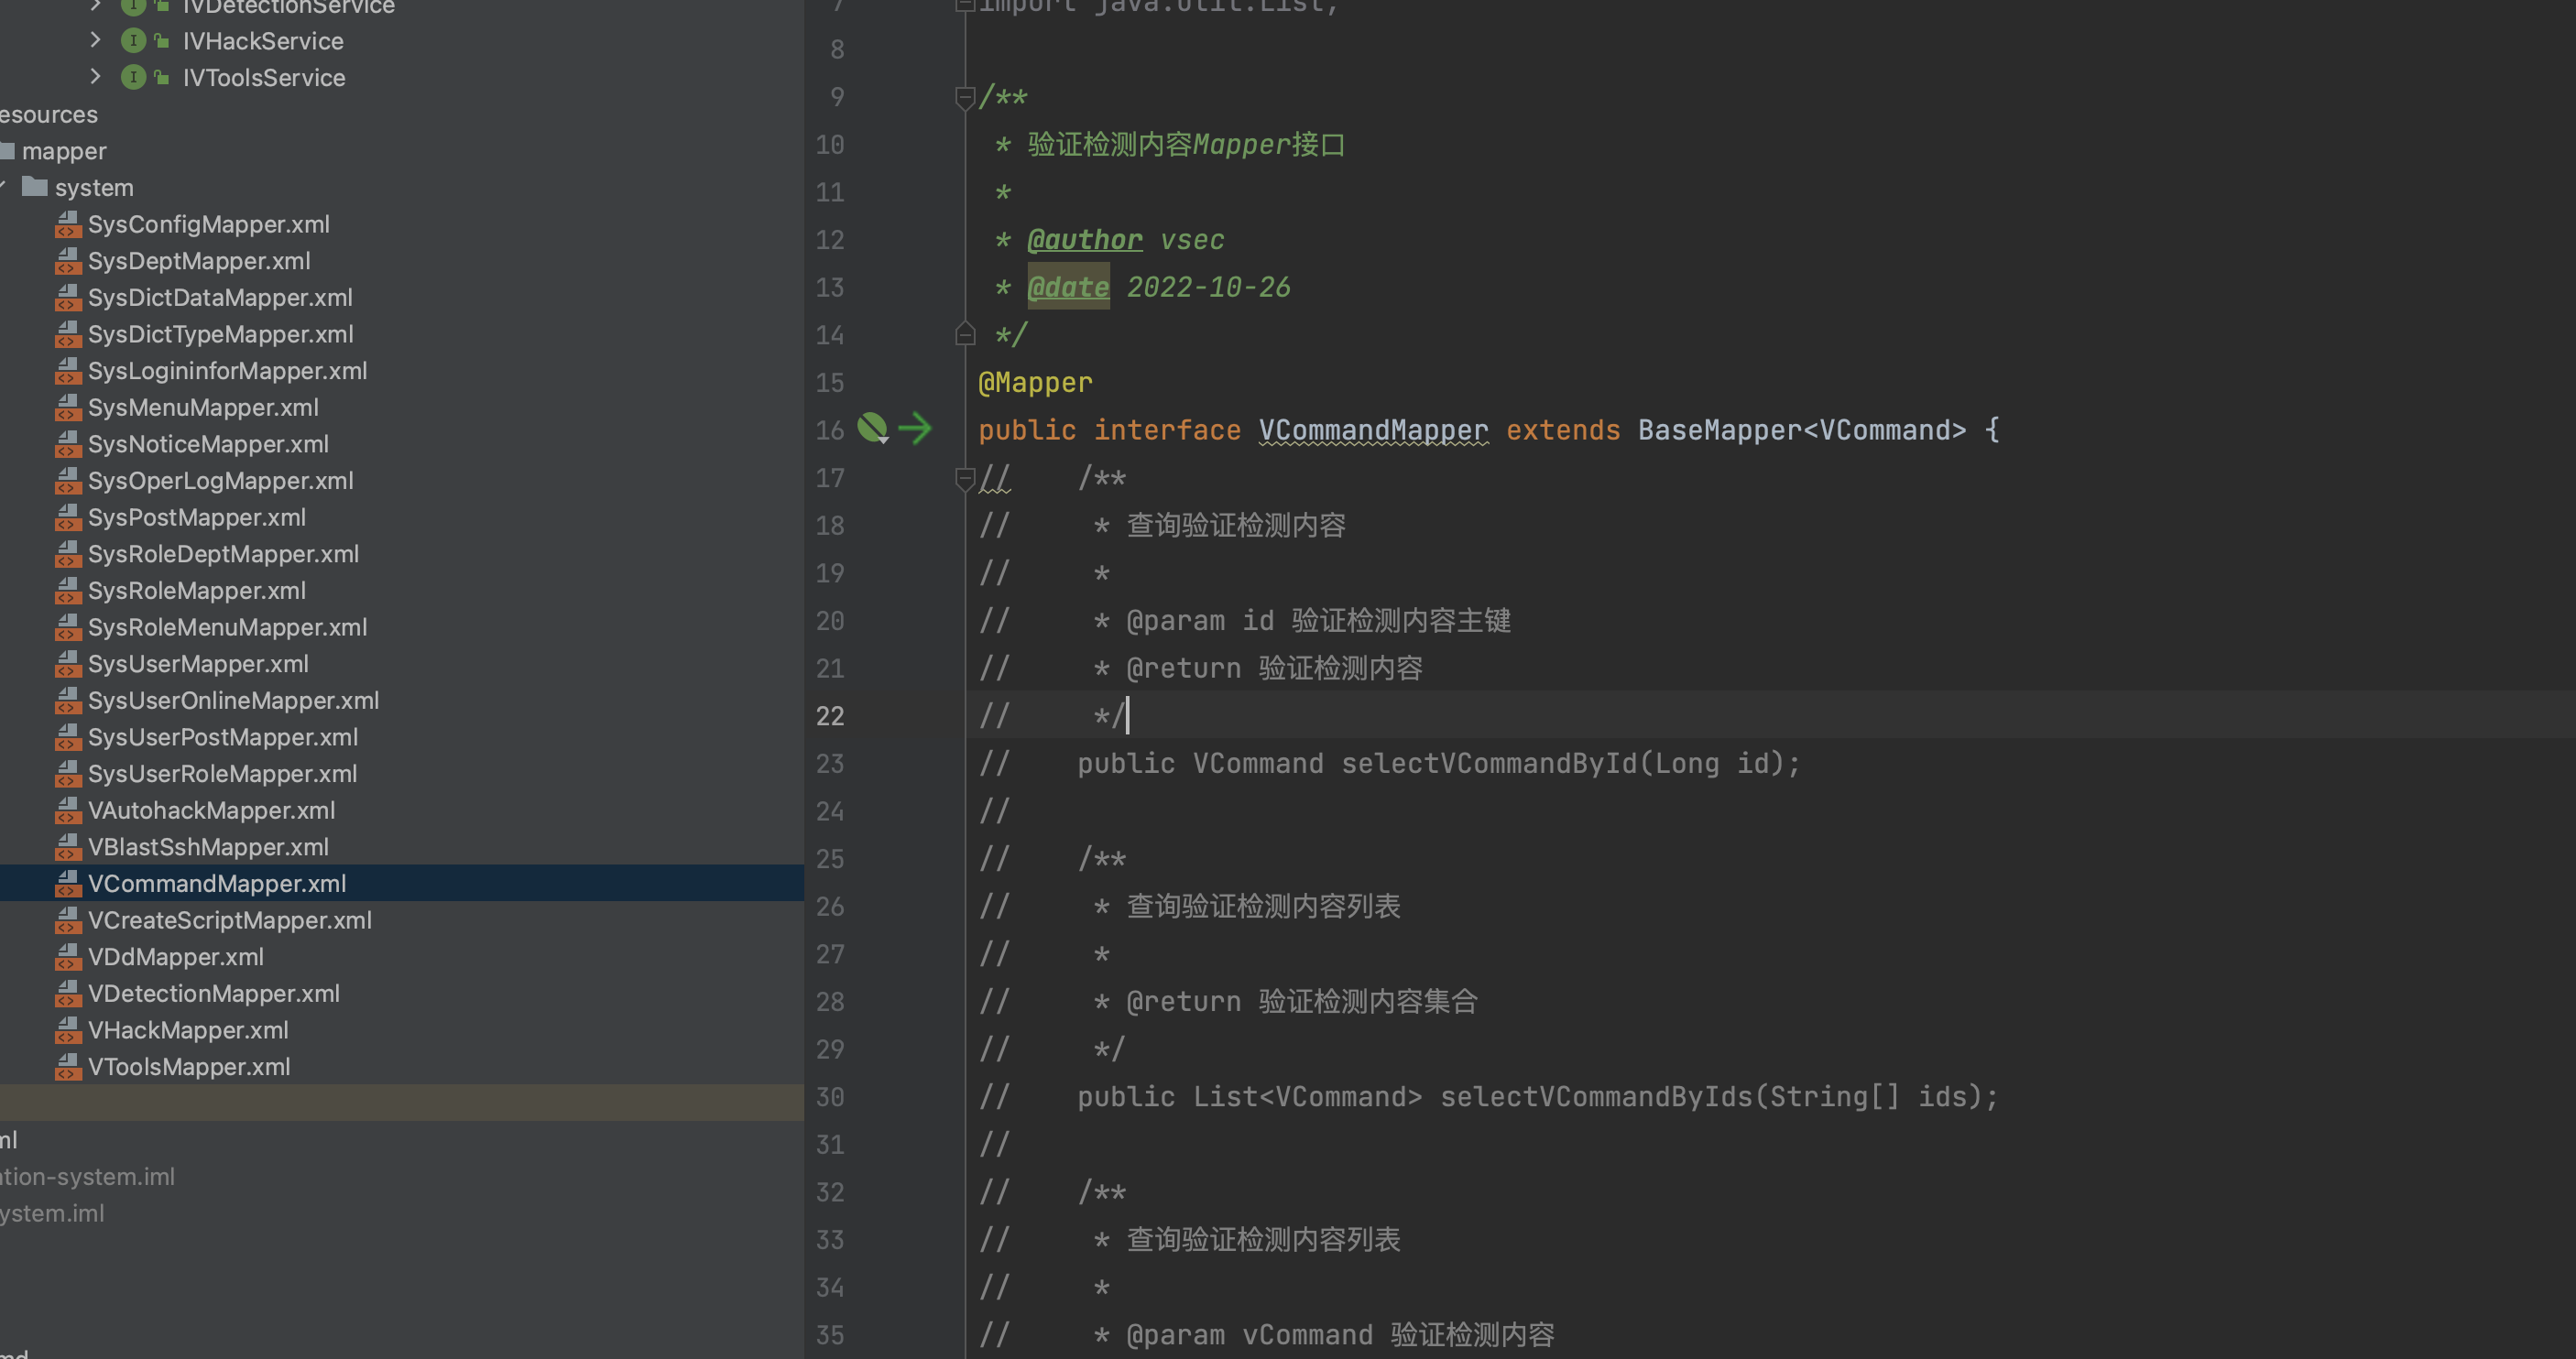 IVDetectionService
IVHackService
IVToolsService
esources
mapper
system
SysConfigMapper.xml
SysDeptMapper.xml
SysDictDataMapper.xml
SysDictTypeMapper.xml
SysLogininforMapper.xml
SysMenuMapper.xml
SysNoticeMapper.xml
SysOperLogMapper.xml
SysPostMapper.xml
SysRoleDeptMapper.xml
SysRoleMapper.xml
SysRoleMenuMapper.xml
SysUserMapper.xml
SysUserOnlineMapper.xml
SysUserPostMapper.xml
SysUserRoleMapper.xml
VAutohackMapper.xml
VBlastSshMapper.xml
VCommandMapper.xml
VCreateScriptMapper.xml
VDdMapper.xml
VDetectionMapper.xml
VHackMapper.xml
VToolsMapper.xml
ml
ation-system.iml
ystem.iml
md
7 import java.util.List;
8
9 /**
10 * 验证检测内容Mapper接口
11 *
12 * @author vsec
13 * @date 2022-10-26
14 */
15 @Mapper
16 public interface VCommandMapper extends BaseMapper<VCommand> {
17 // /**
18 // * 查询验证检测内容
19 // *
20 // * @param id 验证检测内容主键
21 // * @return 验证检测内容
22 // */
23 // public VCommand selectVCommandById(Long id);
24 //
25 // /**
26 // * 查询验证检测内容列表
27 // *
28 // * @return 验证检测内容集合
29 // */
30 // public List<VCommand> selectVCommandByIds(String[] ids);
31 //
32 // /**
33 // * 查询验证检测内容列表
34 // *
35 // * @param vCommand 验证检测内容